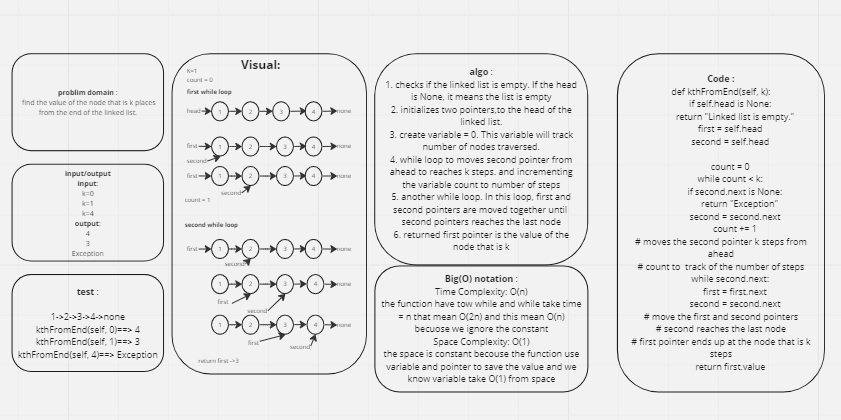 problim domain :
find the value of the node that is k places
from the end of the linked list.
input/output
input:
k=0
k=1
k=4
output:
4
3
Exception
test :
1->2->3->4->none
kthFromEnd(self, 0)==> 4
kthFromEnd(self, 1)==> 3
kthFromEnd(self, 4)==> Exception
Visual:
K=1
count = 0
first while loop
head 1 2 3 4 none
first 1 2 3 4 none
second
first 1 2 3 4 none
second
count = 1
second while loop
first 1 2 3 4 none
second
1 2 3 4 none
first
second
1 2 3 4 none
first
second
return first ->3
algo :
1. checks if the linked list is empty. If the head
is None, it means the list is empty
2. initializes two pointers,to the head of the
linked list.
3. create variable = 0. This variable will track
number of nodes traversed.
4. while loop to moves second pointer from
ahead to reaches k steps. and incrementing
the variable count to number of steps
5. another while loop. In this loop, first and
second pointers are moved together until
second pointers reaches the last node
6. returned first pointer is the value of the
node that is k
Big(O) notation :
Time Complexity: O(n)
the function have tow while and while take time
= n that mean O(2n) and this mean O(n)
becuose we ignore the constant
Space Complexity: O(1)
the space is constant becouse the function use
variable and pointer to save the value and we
know variable take O(1) from space
Code :
def kthFromEnd(self, k):
if self.head is None:
return "Linked list is empty."
first = self.head
second = self.head
count = 0
while count < k:
if second.next is None:
return "Exception"
second = second.next
count += 1
# moves the second pointer k steps from
ahead
# count to track of the number of steps
while second.next:
first = first.next
second = second.next
# move the first and second pointers
# second reaches the last node
# first pointer ends up at the node that is k
steps
return first.value